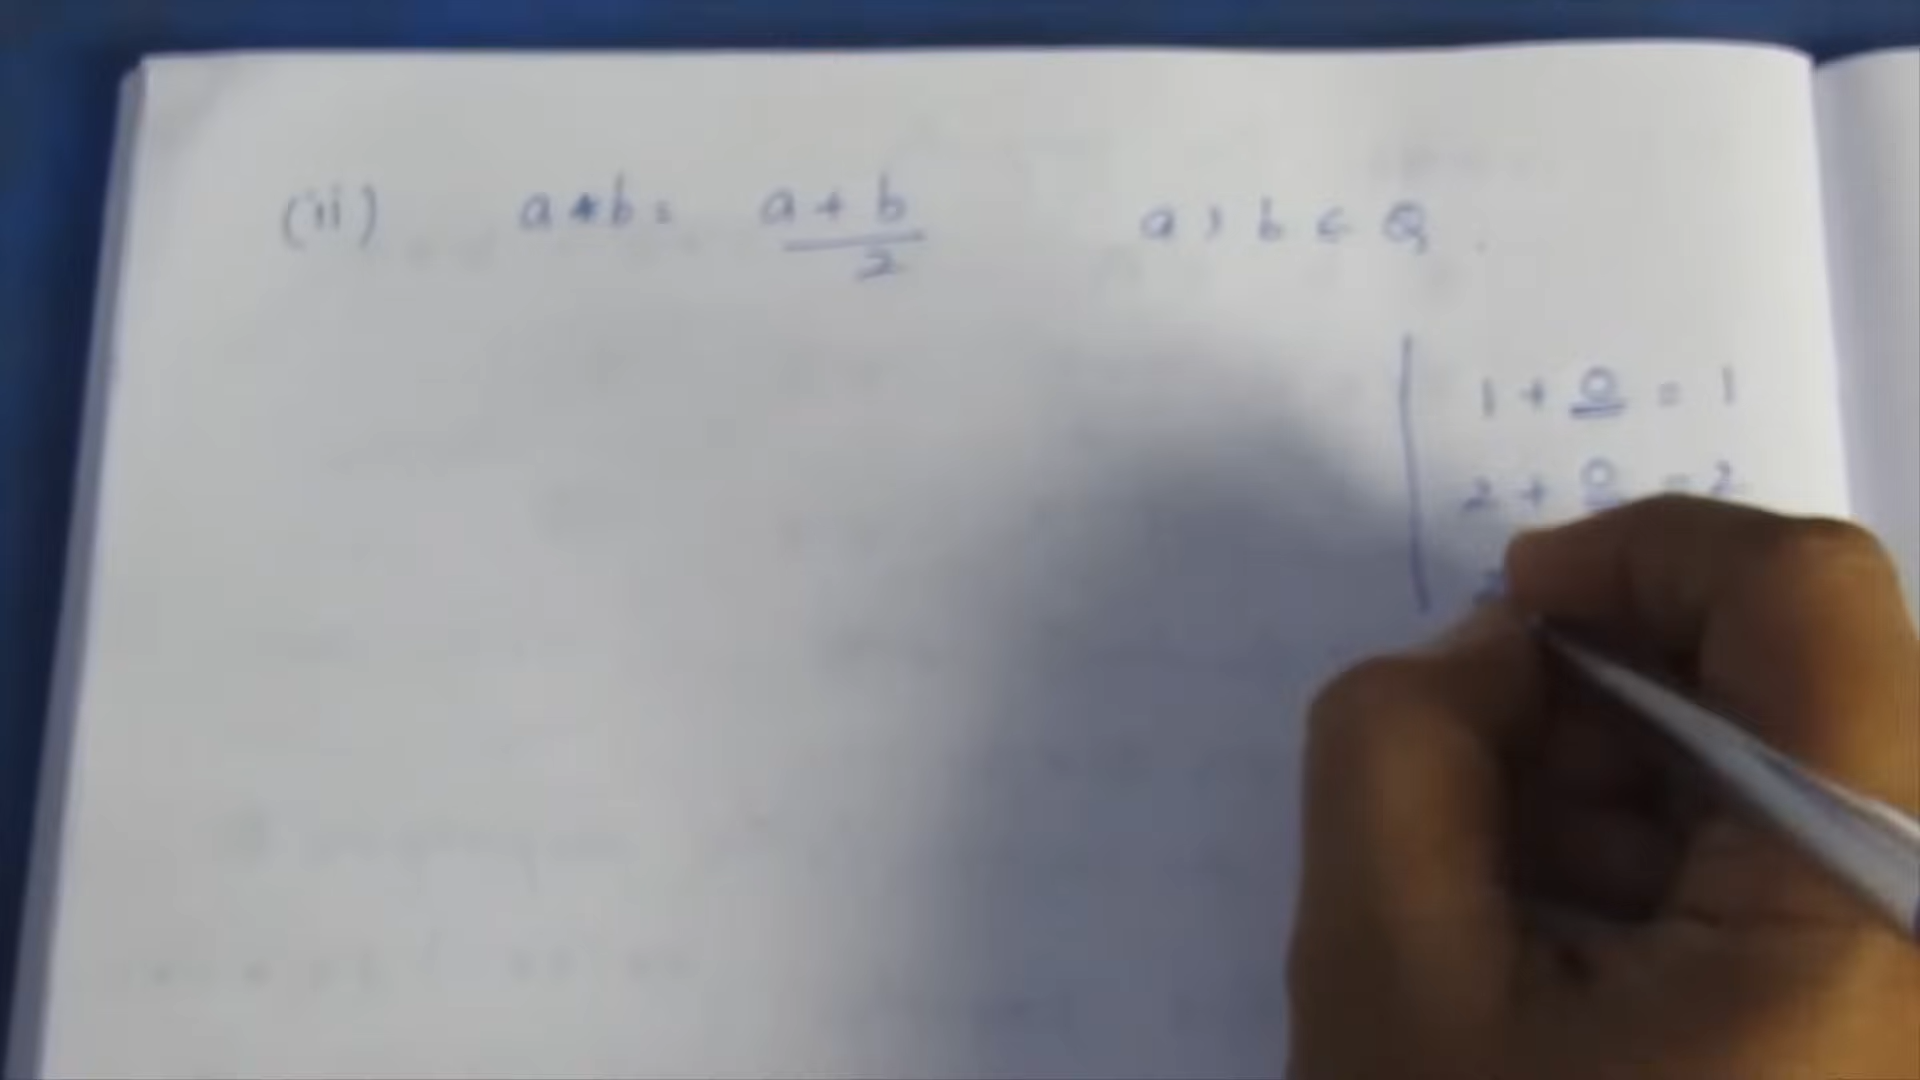 (ii) a * b = a + b / 2 a, b ∈ Q.
1 + 0 = 1
2 + 0 = 2